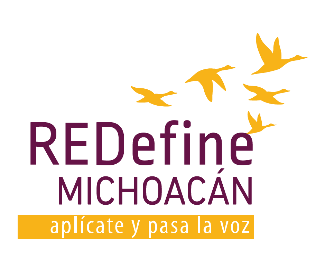 REDefine
MICHOACÁN
aplícate y pasa la voz